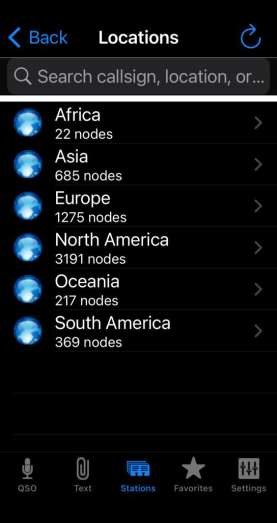 Back Locations
Search callsign, location, or...
Africa
22 nodes
Asia
685 nodes
Europe
1275 nodes
North America
3191 nodes
Oceania
217 nodes
South America
369 nodes
QSO Text Stations Favorites Settings